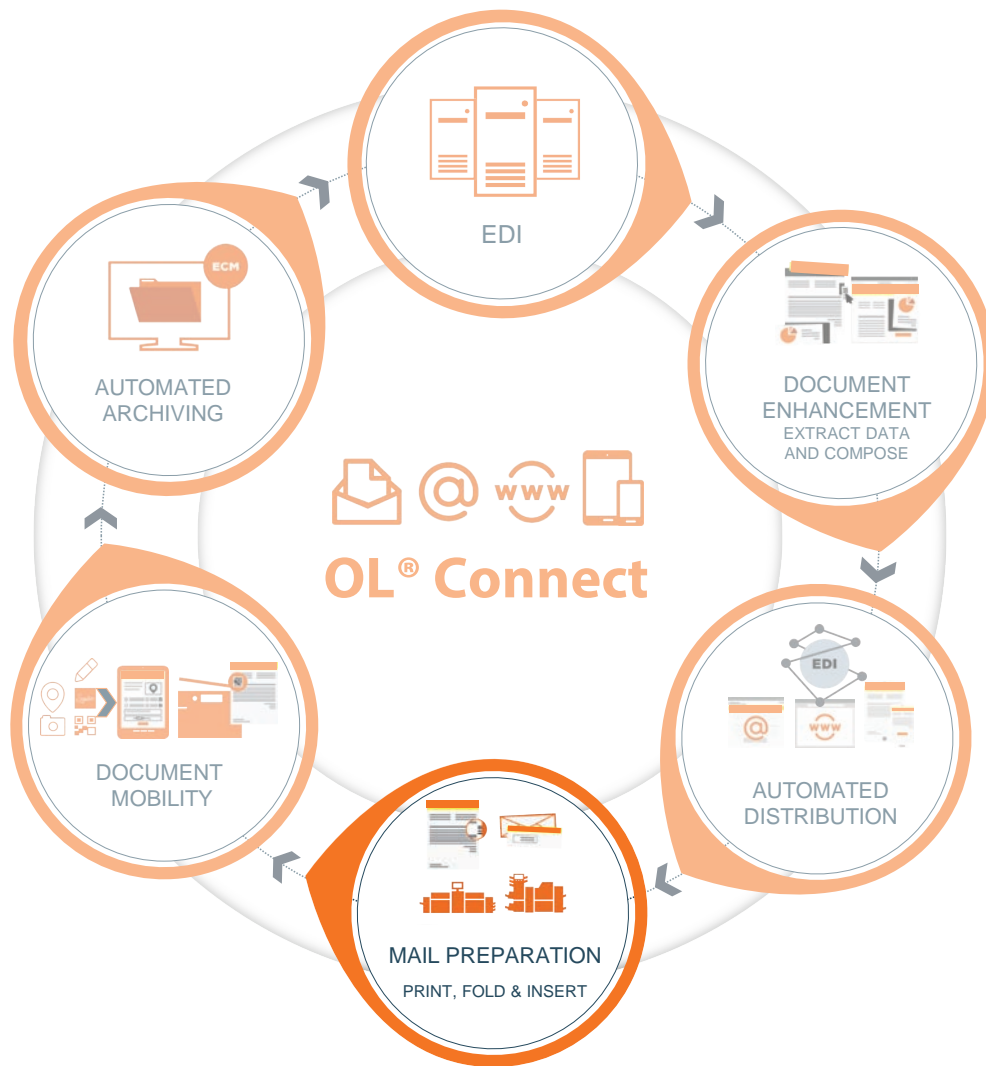 EDI
ECM
AUTOMATED
ARCHIVING
DOCUMENT
ENHANCEMENT
EXTRACT DATA
AND COMPOSE
www
OL® Connect
EDI
@
www
AUTOMATED
DISTRIBUTION
DOCUMENT
MOBILITY
MAIL PREPARATION
PRINT, FOLD & INSERT